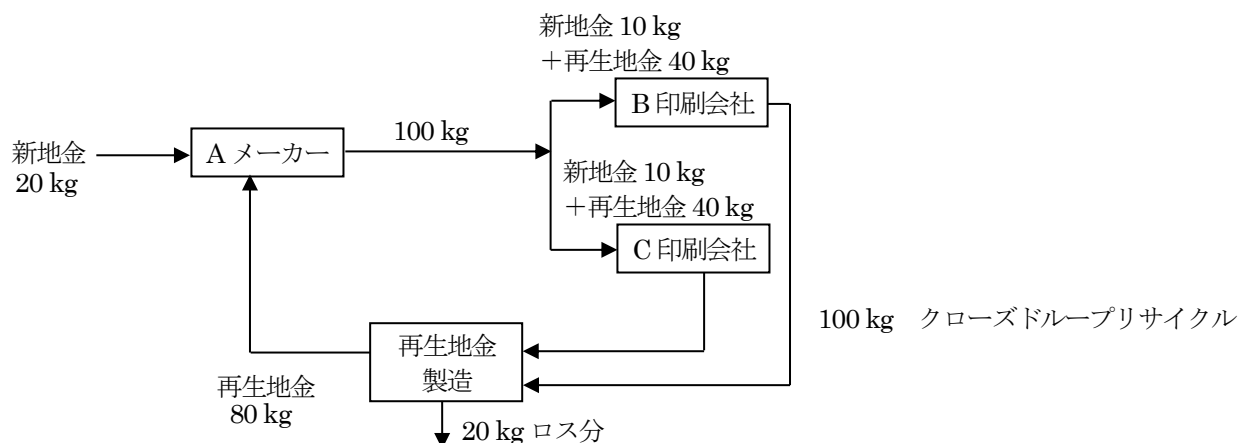 新地金 10 kg
＋再生地金 40 kg
B 印刷会社
100 kg
新地金
20 kg
A メーカー
新地金 10 kg
＋再生地金 40 kg
C 印刷会社
100 kg　クローズドループリサイクル
再生地金
製造
再生地金
80 kg
20 kg ロス分